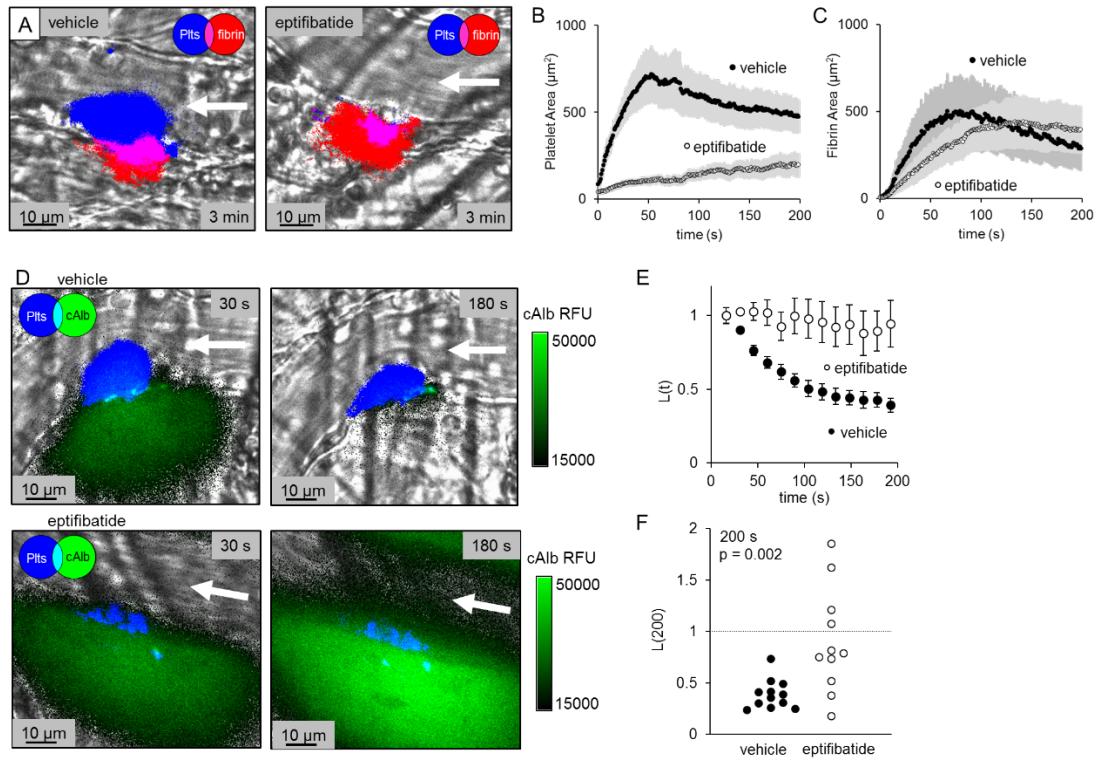 A
vehicle
Plts
fibrin
10 µm
3 min
eptifibatide
Plts
fibrin
10 µm
3 min
B
1000
500
0
Platelet Area (µm²)
vehicle
eptifibatide
0
50
100
150
200
time (s)
C
1000
500
0
Fibrin Area (µm²)
vehicle
eptifibatide
0
50
100
150
200
time (s)
D
vehicle
Plts
cAlb
30 s
10 µm
180 s
10 µm
cAlb RFU
50000
15000
eptifibatide
Plts
cAlb
30 s
10 µm
180 s
10 µm
cAlb RFU
50000
15000
E
1
0.5
0
L(t)
eptifibatide
vehicle
0
50
100
150
200
time (s)
F
200 s
p = 0.002
2
1.5
1
0.5
0
L(200)
vehicle
eptifibatide